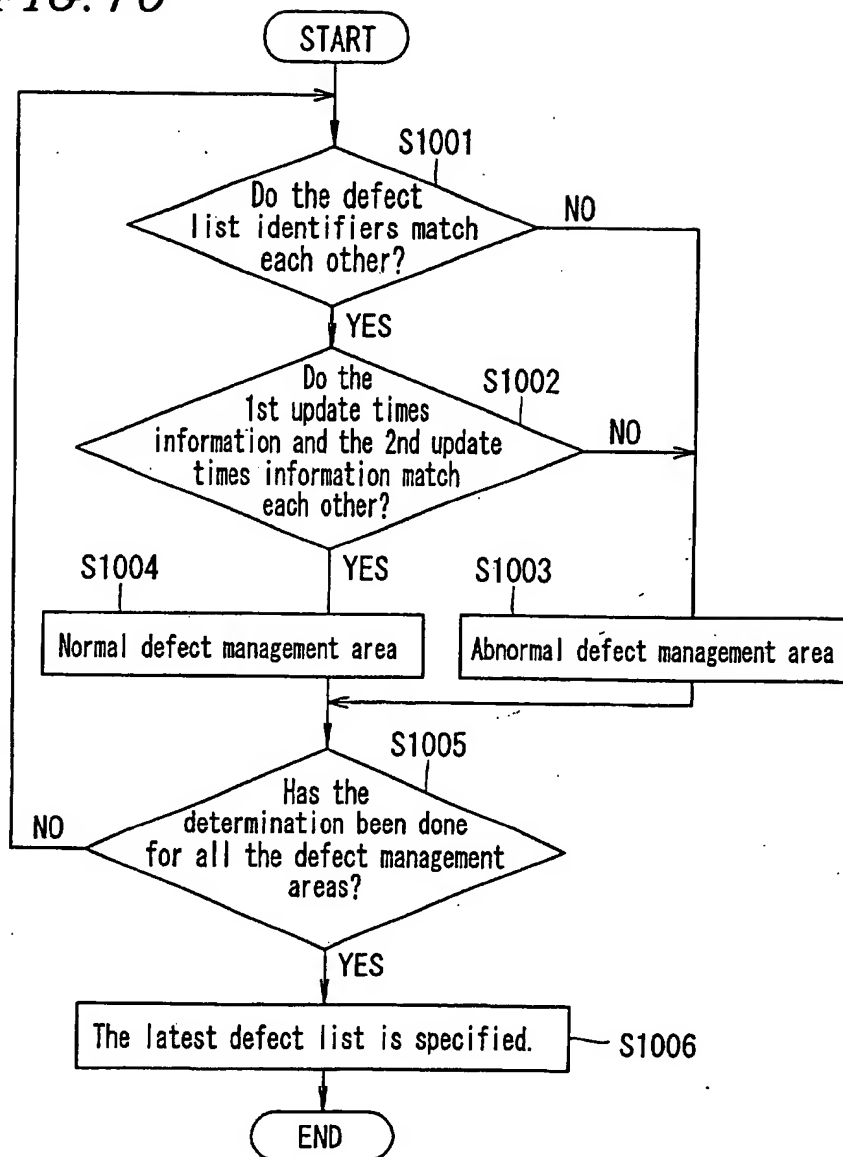 FIG. 10
START
S1001
Do the defect
list identifiers match
each other?
NO
YES
S1002
Do the
1st update times
information and the 2nd update
times information match
each other?
NO
YES
S1004
S1003
Normal defect management area
Abnormal defect management area
S1005
Has the
determination been done
for all the defect management
areas?
NO
YES
The latest defect list is specified.
S1006
END